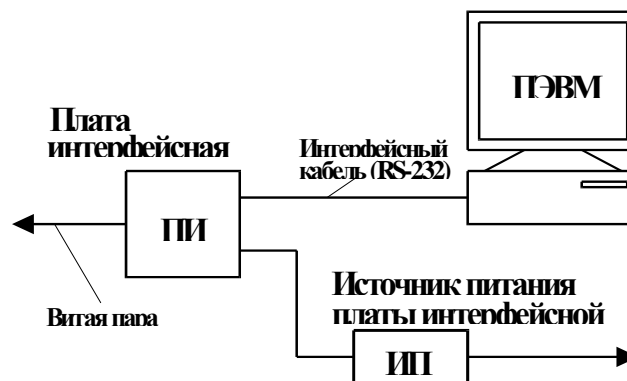 ПЭВМ
Плата
интерфейсная
Интерфейсный
кабель (RS-232)
ПИ
Витая пара
Источник питания
платы интерфейсной
ИП